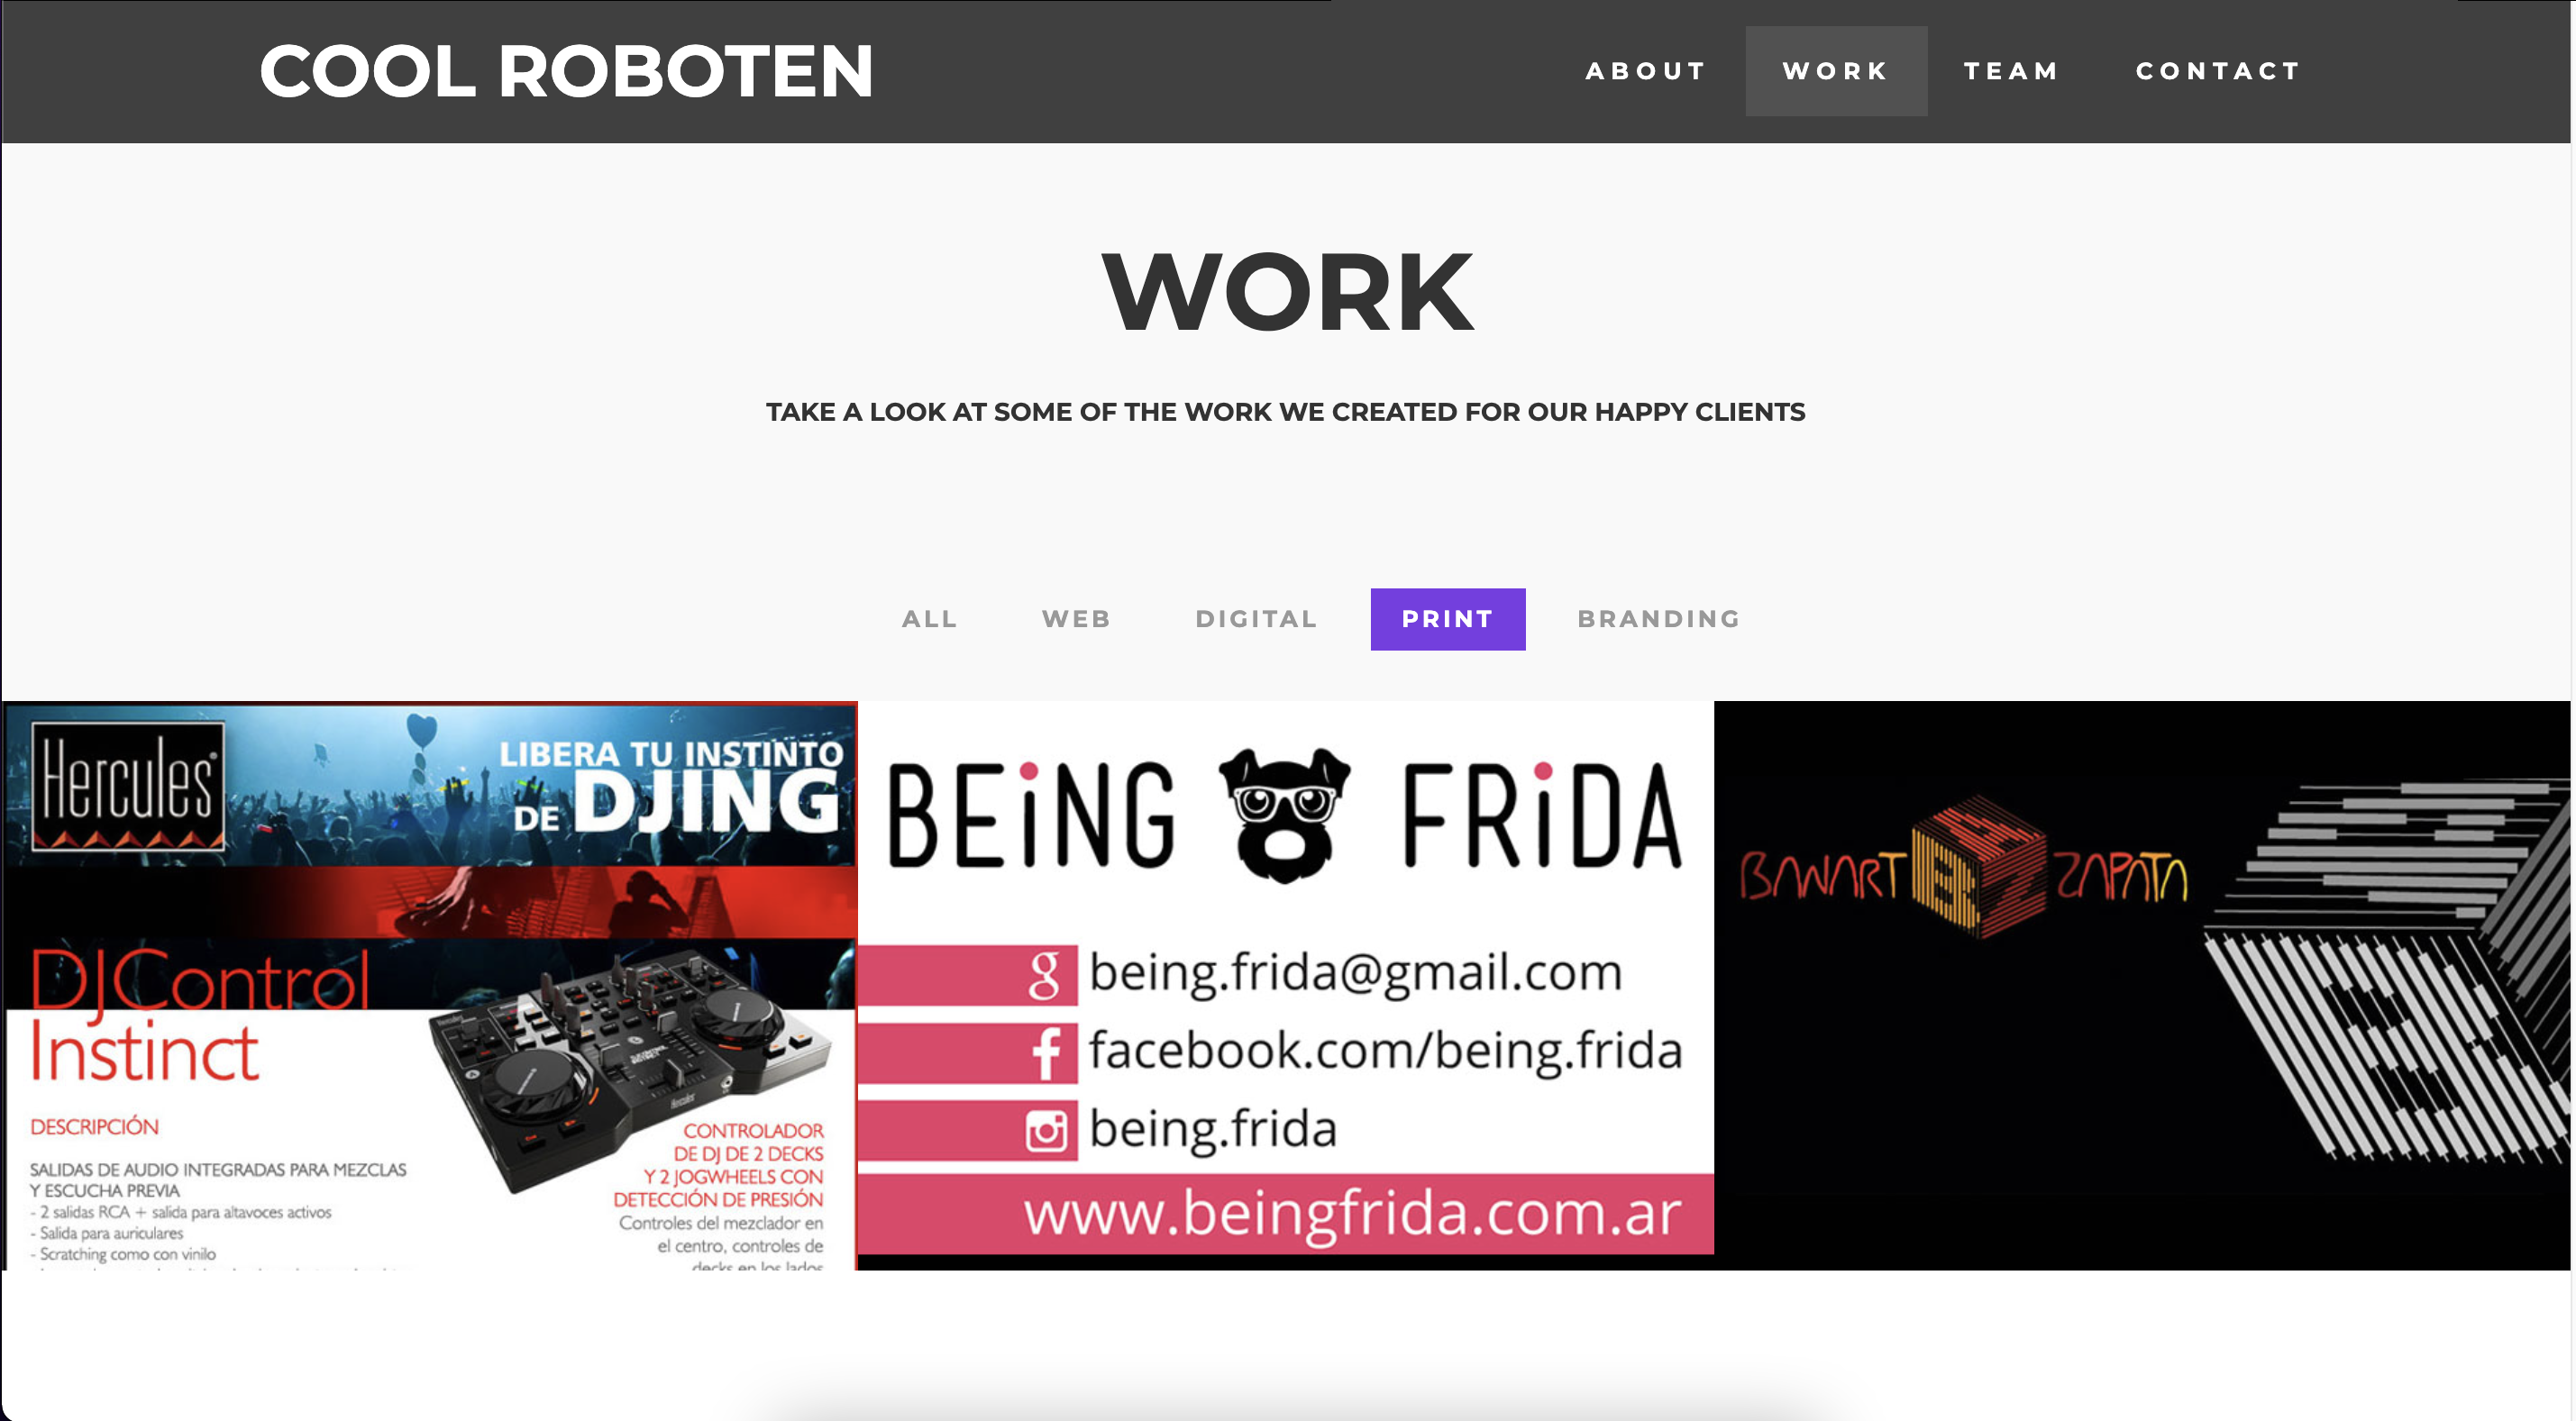 COOL ROBOTEN
ABOUT WORK TEAM CONTACT
WORK
TAKE A LOOK AT SOME OF THE WORK WE CREATED FOR OUR HAPPY CLIENTS
ALL WEB DIGITAL PRINT BRANDING
Hercules®
LIBERA TU INSTINTO
DE DJING
DJControl
Instinct
DESCRIPCIÓN
SALIDAS DE AUDIO INTEGRADAS PARA MEZCLAS
Y ESCUCHA PREVIA
- 2 salidas RCA + salida para altavoces activos
- Salida para auriculares
- Scratching como con vinilo
CONTROLADOR
DE DJ DE 2 DECKS
Y 2 JOGWHEELS CON
DETECCIÓN DE PRESIÓN
Controles del mezclador en
el centro, controles de
decks en los lados
BEiNG FRiDA
g being.frida@gmail.com
f facebook.com/being.frida
being.frida
www.beingfrida.com.ar
BAWART BZ ZAPATA